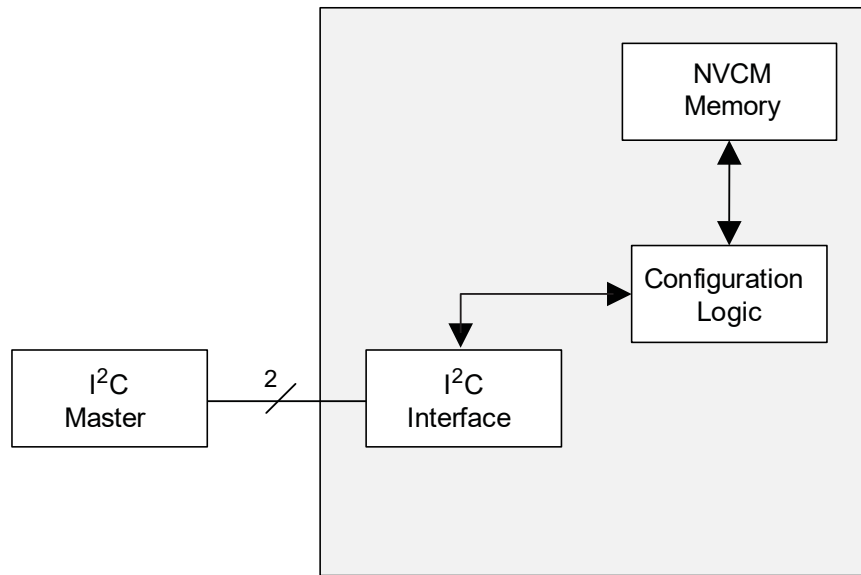 NVCM
Memory
Configuration
Logic
I²C
Master
2
I²C
Interface